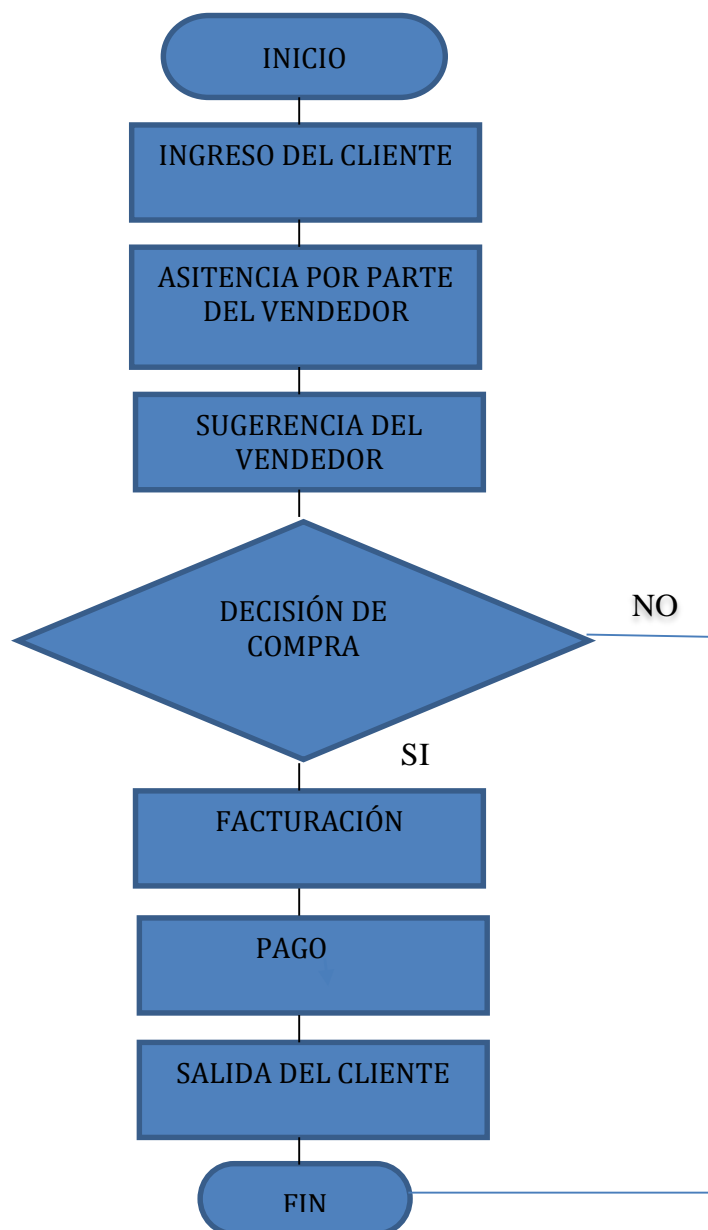 INICIO
INGRESO DEL CLIENTE
ASITENCIA POR PARTE
DEL VENDEDOR
SUGERENCIA DEL
VENDEDOR
DECISIÓN DE
COMPRA
NO
SI
FACTURACIÓN
PAGO
SALIDA DEL CLIENTE
FIN